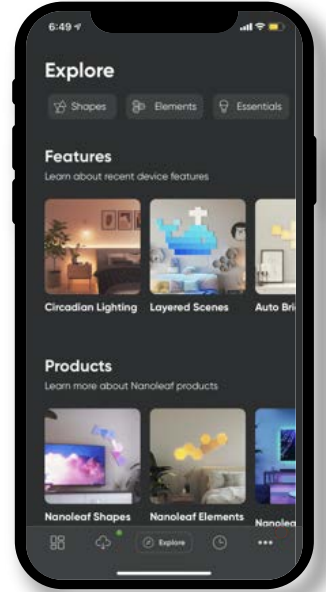 6:49
Explore
Shapes Elements Essentials
Features
Learn about recent device features
Circadian Lighting Layered Scenes Auto Bri
Products
Learn more about Nanoleaf products
Nanoleaf Shapes Nanoleaf Elements Nanolea
Explore